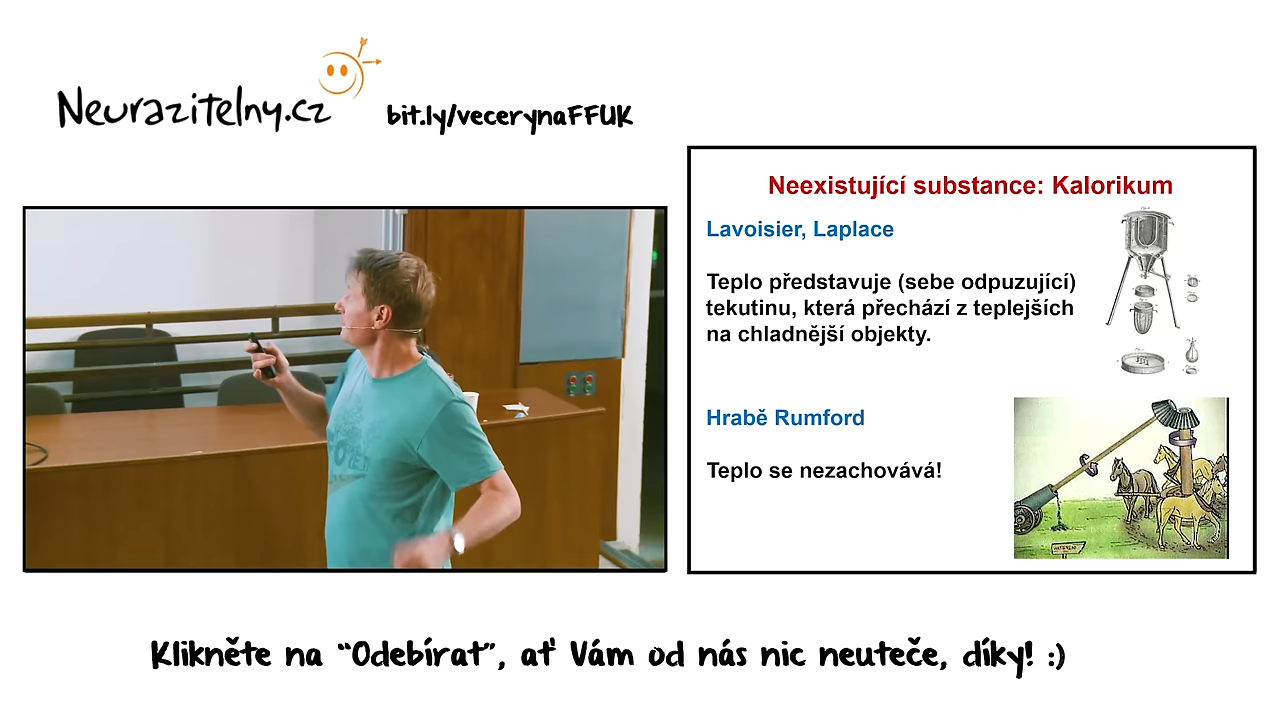 Neurazitelny.cz
bit.ly/vecerynaFFUK
Neexistující substance: Kalorikum
Lavoisier, Laplace
Teplo představuje (sebe odpuzující)
tekutinu, která přechází z teplejších
na chladnější objekty.
Hrabě Rumford
Teplo se nezachovává!
Klikněte na “Odebírat”, ať Vám od nás nic neuteče, díky! :)